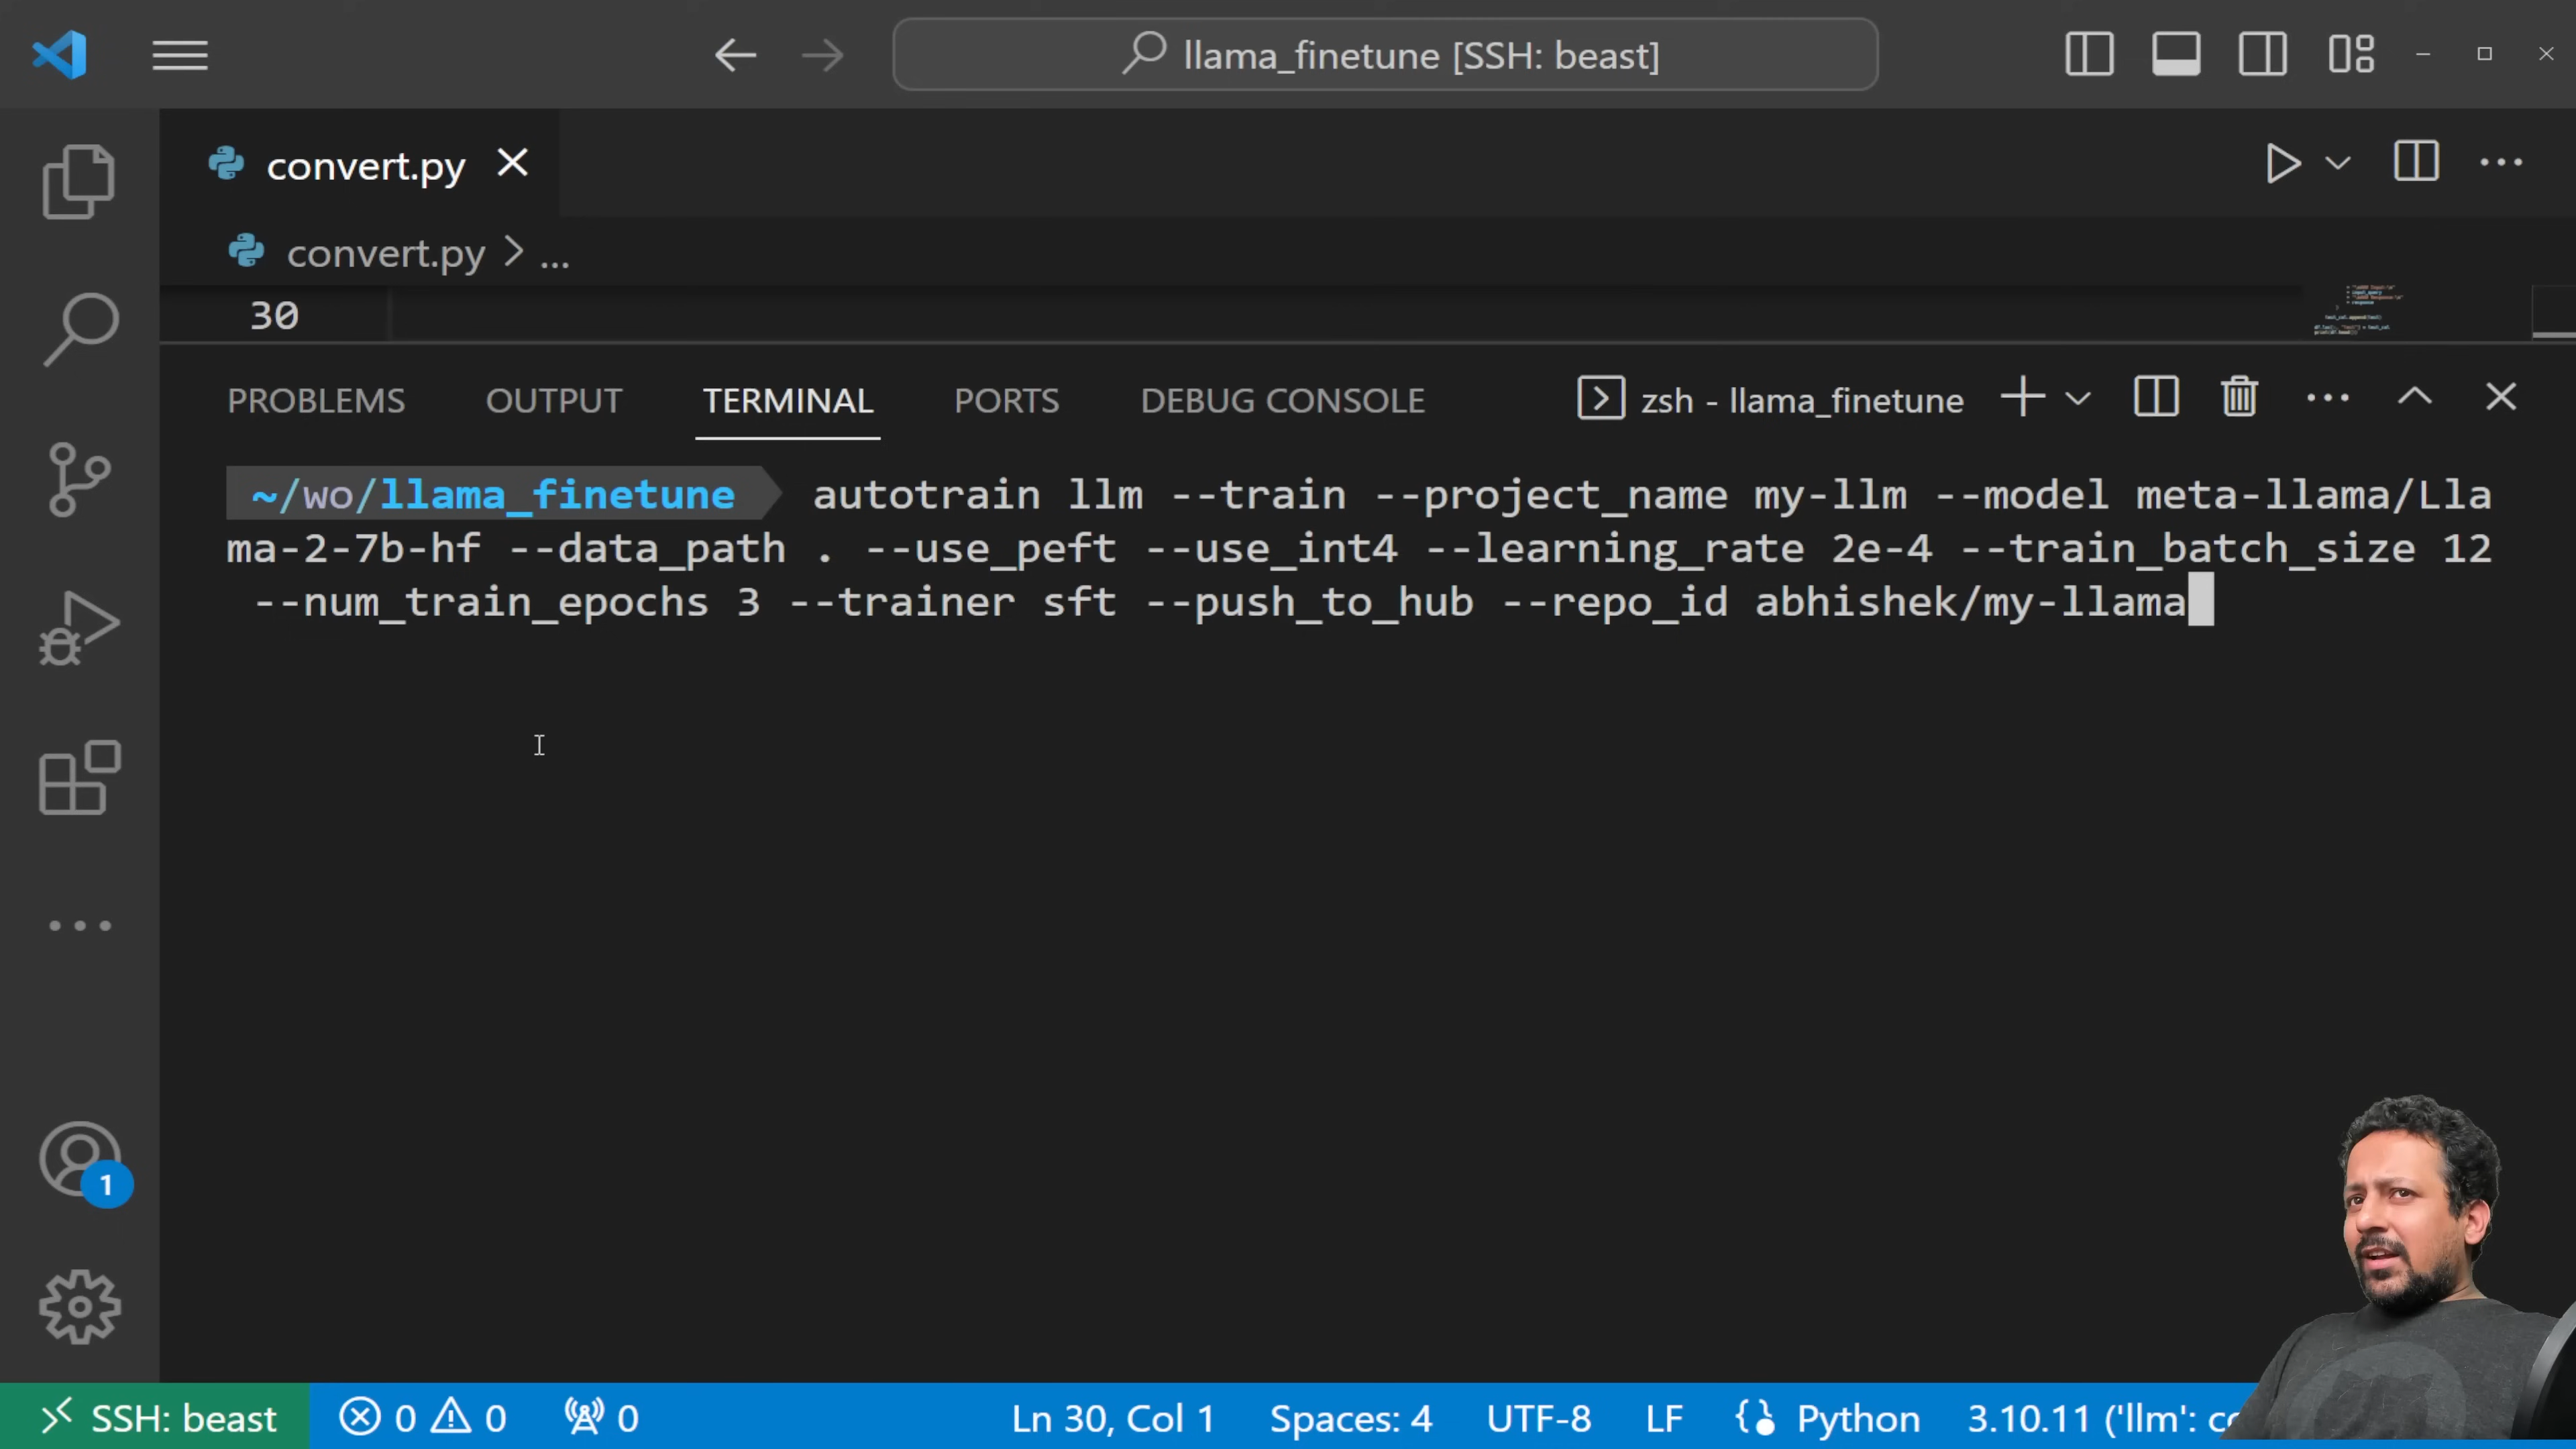 llama_finetune [SSH: beast]
convert.py
convert.py > ...
30
PROBLEMS OUTPUT TERMINAL PORTS DEBUG CONSOLE zsh - llama_finetune
~/wo/llama_finetune autotrain llm --train --project_name my-llm --model meta-llama/Lla
ma-2-7b-hf --data_path . --use_peft --use_int4 --learning_rate 2e-4 --train_batch_size 12
--num_train_epochs 3 --trainer sft --push_to_hub --repo_id abhishek/my-llama
1
SSH: beast 0 0 0 Ln 30, Col 1 Spaces: 4 UTF-8 LF Python 3.10.11 ('llm':